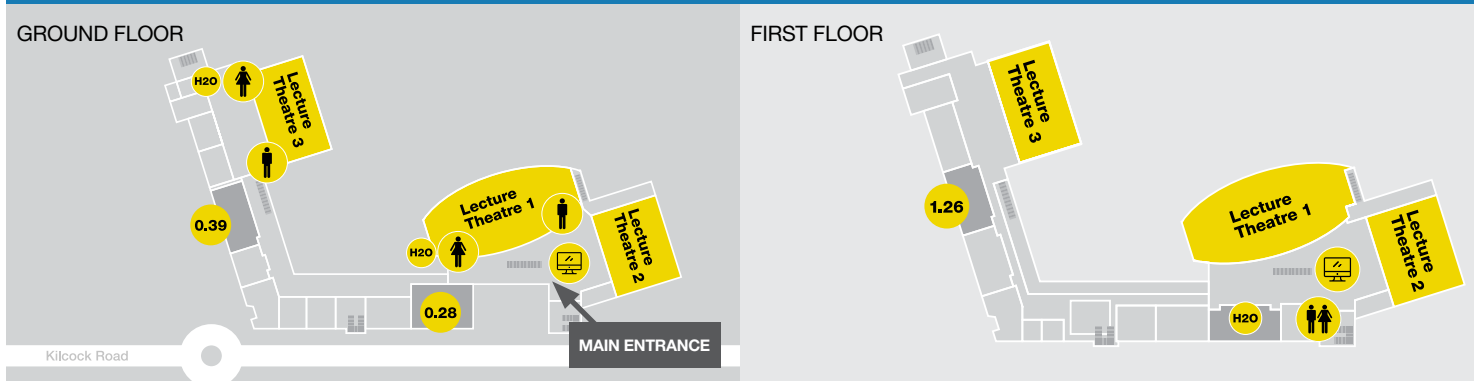 GROUND FLOOR
H2O
Lecture
Theatre 3
0.39
Lecture
Theatre 1
H2O
Lecture
Theatre 2
0.28
MAIN ENTRANCE
Kilcock Road
FIRST FLOOR
Lecture
Theatre 3
1.26
Lecture
Theatre 1
Lecture
Theatre 2
H2O